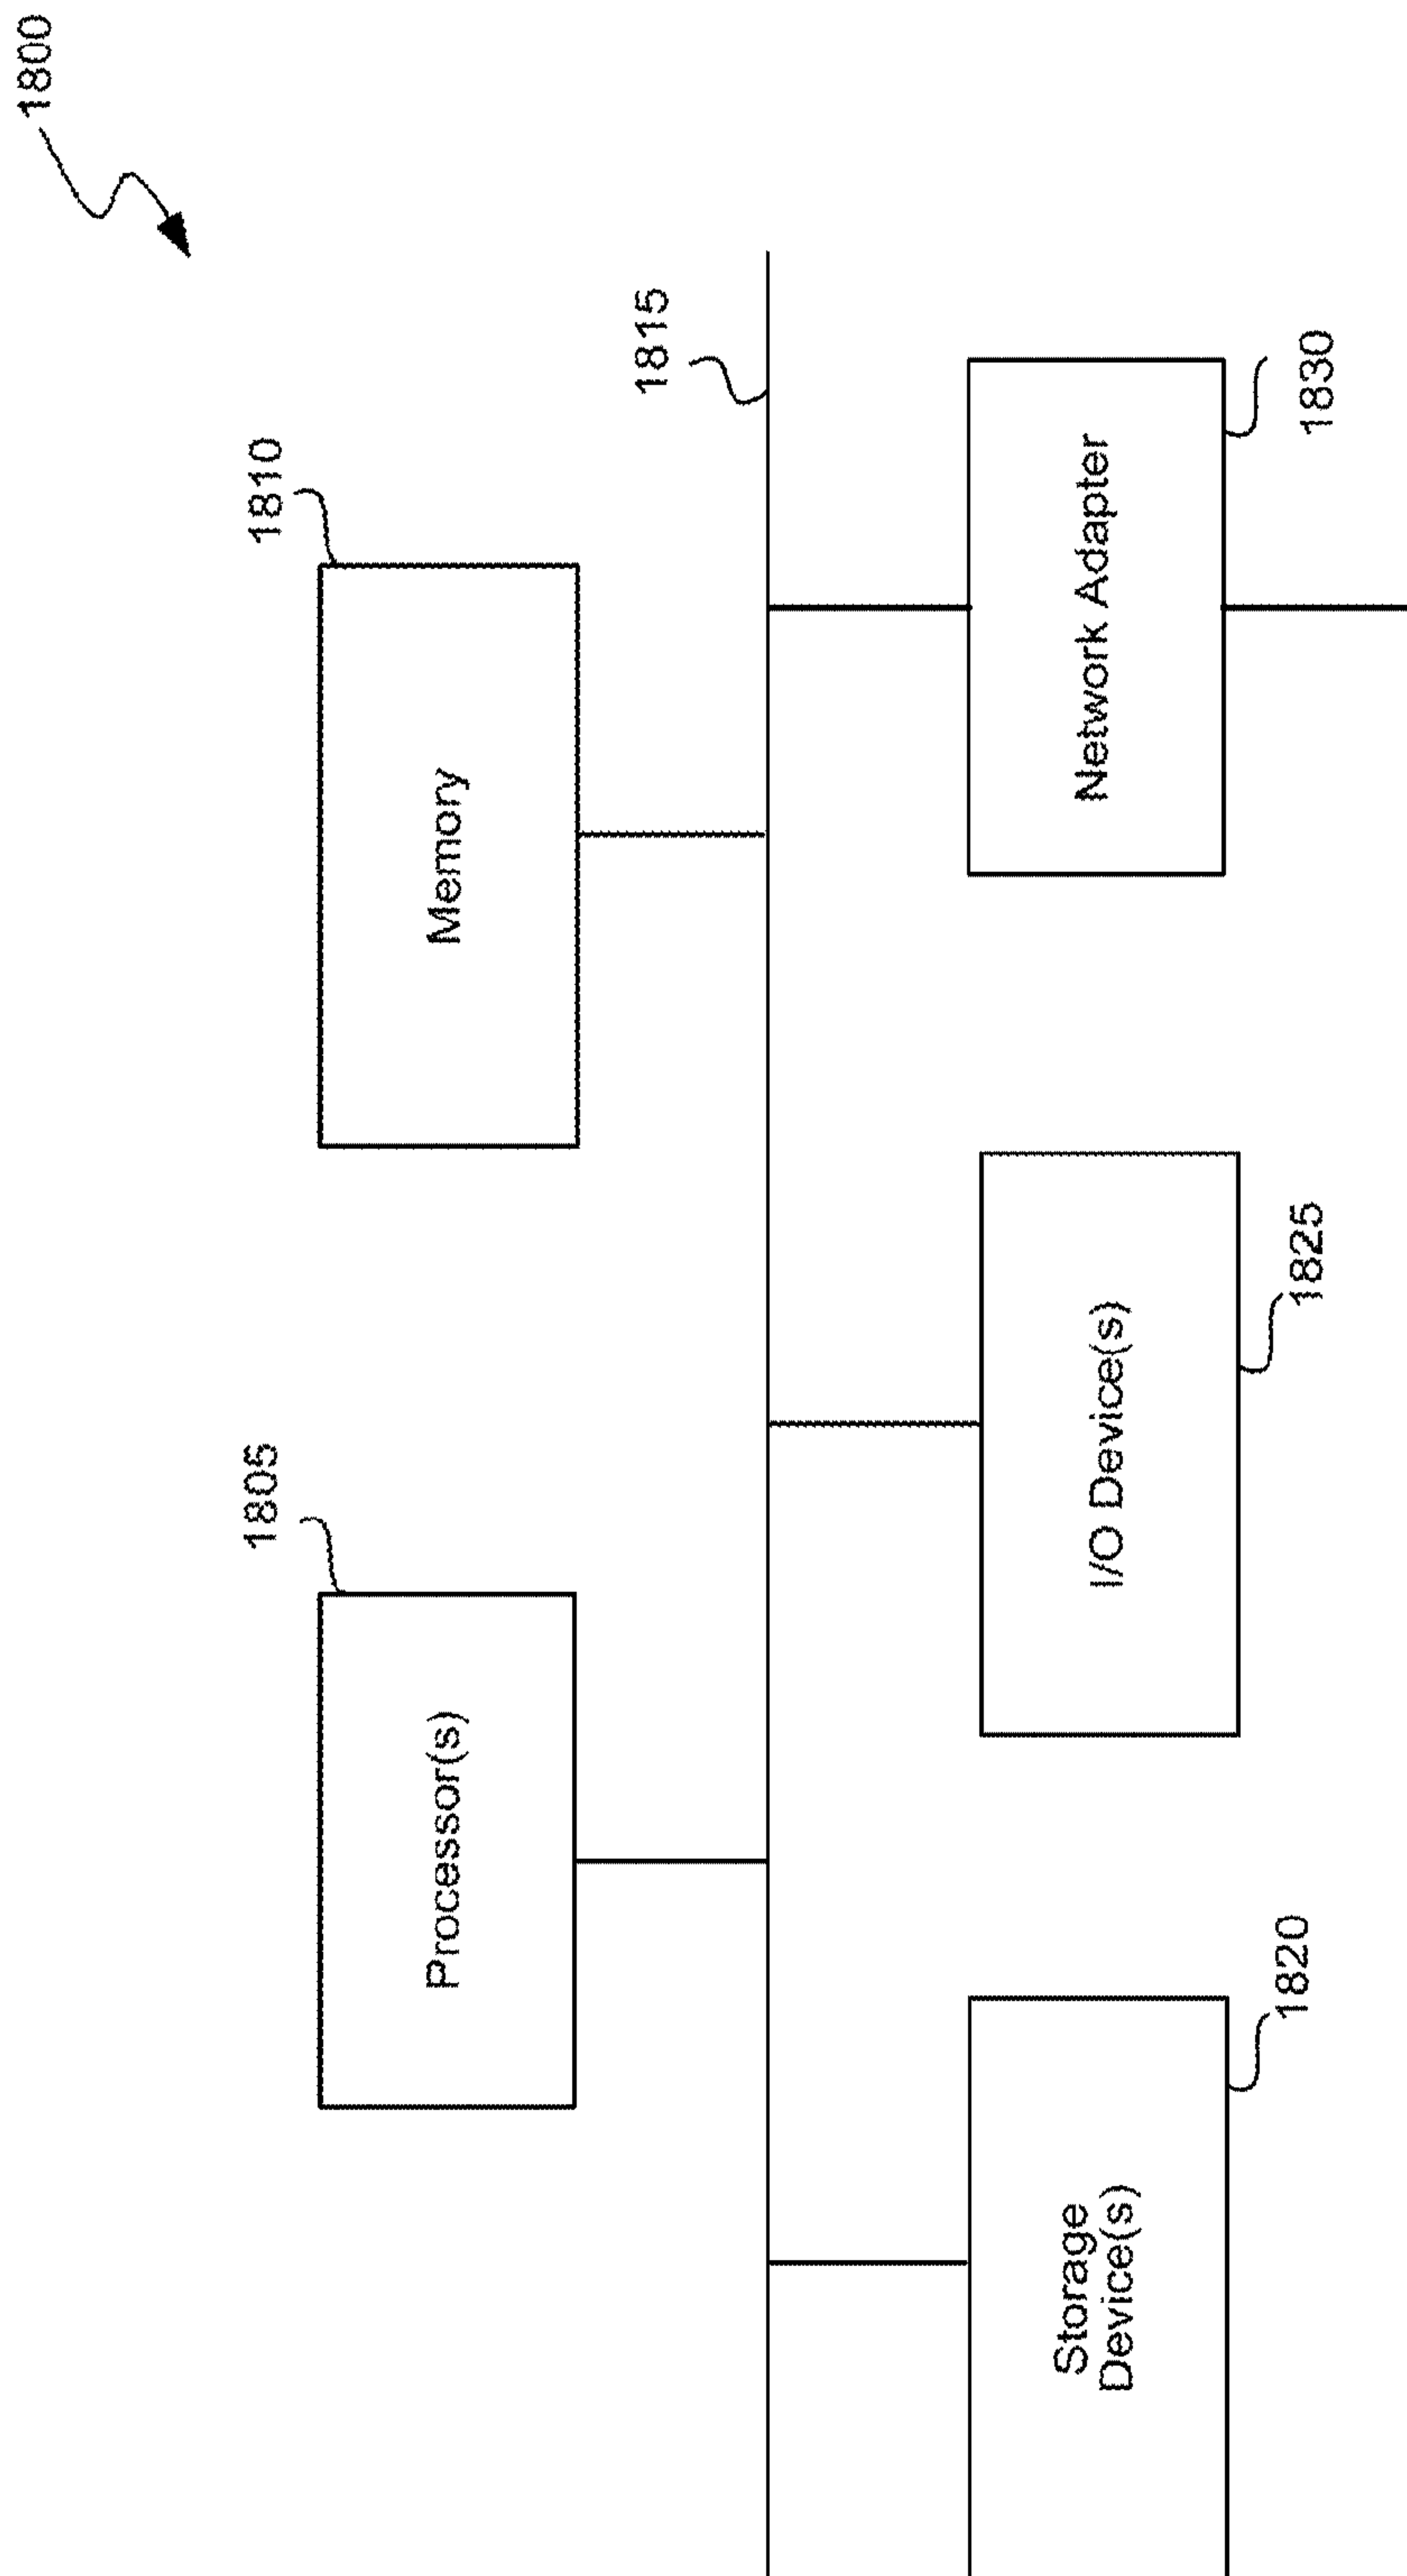 1800
1805
Processor(s)
1810
Memory
1815
Storage
Device(s)
1820
I/O Device(s)
1825
Network Adapter
1830